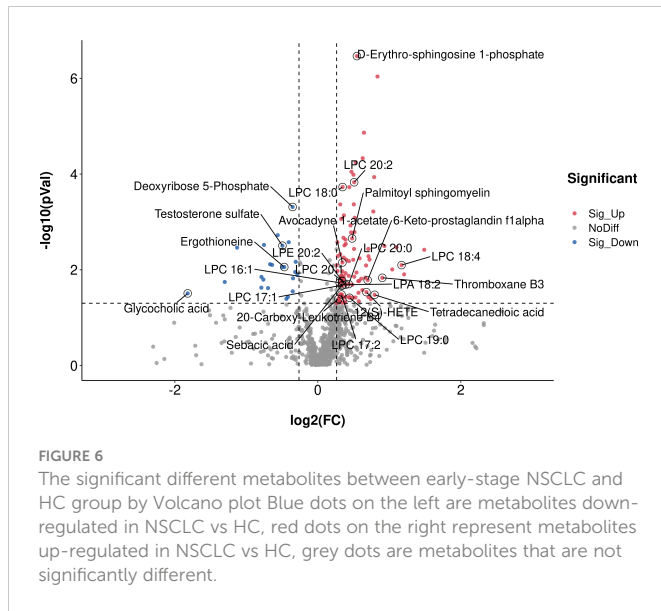 D-Erythro-sphingosine 1-phosphate
6
-log10(pVal)
4
2
0
LPC 20:2
Deoxyribose 5-Phosphate
LPC 18:0
Palmitoyl sphingomyelin
Testosterone sulfate
Avocadyne 1-acetate
6-Keto-prostaglandin f1alpha
Ergothioneine
LPE 20:2
LPC 20:0
LPC 18:4
LPC 16:1
LPC 20:
LPA 18:2
Thromboxane B3
LPC 17:1
Glycocholic acid
20-Carboxy-Leukotriene B4
12(S)-HETE
Tetradecanedioic acid
Sebacic acid
LPC 17:2
LPC 19:0
-2
0
2
log2(FC)
Significant
Sig_Up
NoDiff
Sig_Down
FIGURE 6
The significant different metabolites between early-stage NSCLC and
HC group by Volcano plot Blue dots on the left are metabolites down-
regulated in NSCLC vs HC, red dots on the right represent metabolites
up-regulated in NSCLC vs HC, grey dots are metabolites that are not
significantly different.